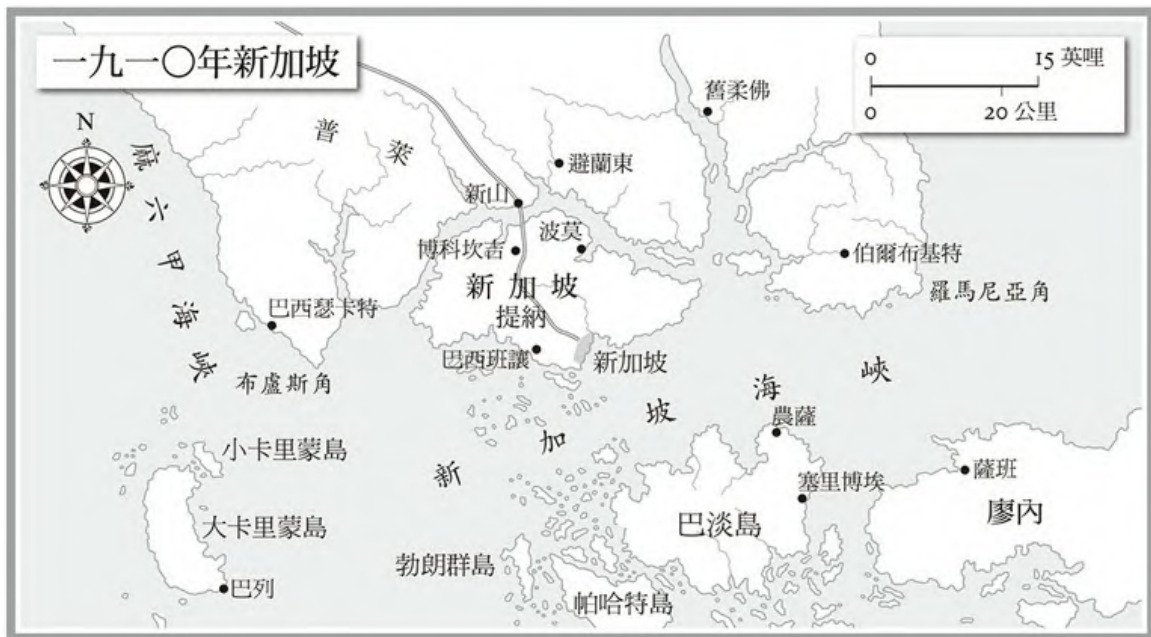 一九一〇年新加坡
0 15 英哩
0 20 公里
N
麻六甲海峽
普萊
舊柔佛
避蘭東
新山
博科坎吉
波莫
伯爾布基特
新加坡
羅馬尼亞角
提納
巴西瑟卡特
巴西班讓
新加坡
布盧斯角
新加坡海峽
農薩
小卡里蒙島
薩班
塞里博埃
大卡里蒙島
巴淡島
廖內
勃朗群島
巴列
帕哈特島